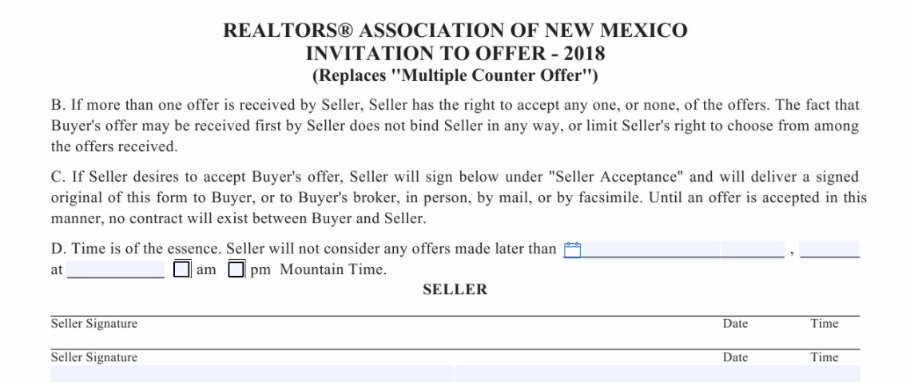 REALTORS® ASSOCIATION OF NEW MEXICO
INVITATION TO OFFER - 2018
(Replaces "Multiple Counter Offer")
B. If more than one offer is received by Seller, Seller has the right to accept any one, or none, of the offers. The fact that
Buyer's offer may be received first by Seller does not bind Seller in any way, or limit Seller's right to choose from among
the offers received.
C. If Seller desires to accept Buyer's offer, Seller will sign below under "Seller Acceptance" and will deliver a signed
original of this form to Buyer, or to Buyer's broker, in person, by mail, or by facsimile. Until an offer is accepted in this
manner, no contract will exist between Buyer and Seller.
D. Time is of the essence. Seller will not consider any offers made later than ,
at am pm Mountain Time.
SELLER
Seller Signature Date Time
Seller Signature Date Time